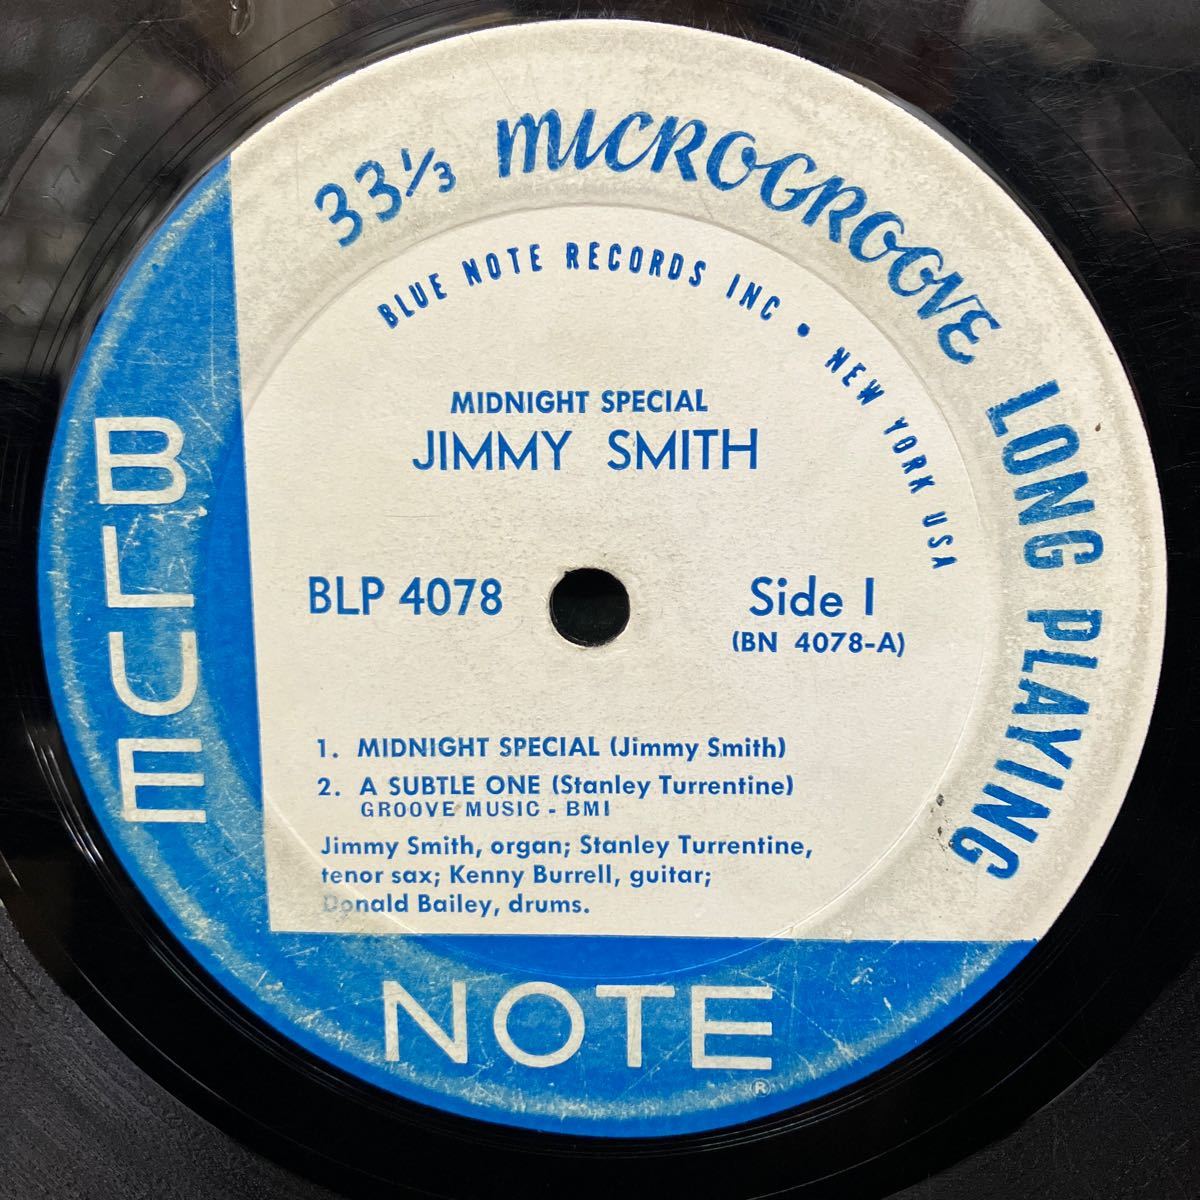 33⅓ MICROGROOVE LONG PLAYING
BLUE NOTE RECORDS INC • NEW YORK USA
MIDNIGHT SPECIAL
JIMMY SMITH
BLP 4078
Side 1
(BN 4078-A)
1. MIDNIGHT SPECIAL (Jimmy Smith)
2. A SUBTLE ONE (Stanley Turrentine)
GROOVE MUSIC - BMI
Jimmy Smith, organ; Stanley Turrentine,
tenor sax; Kenny Burrell, guitar;
Donald Bailey, drums.
BLUE
NOTE
®